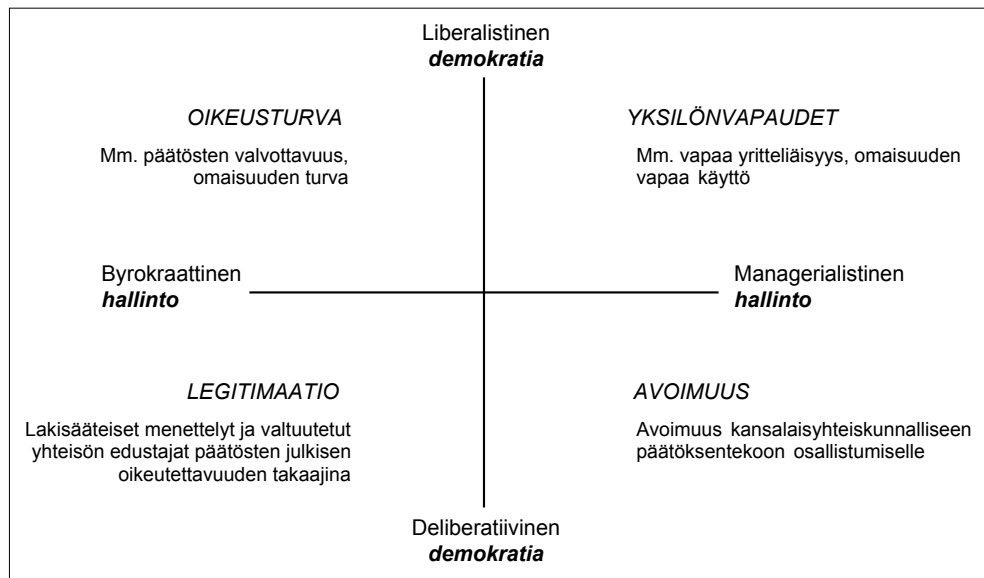 Liberalistinen
demokratia
OIKEUSTURVA
Mm. päätösten valvottavuus,
omaisuuden turva
YKSILÖNVAPAUDET
Mm. vapaa yritteliäisyys, omaisuuden
vapaa käyttö
Byrokraattinen
hallinto
Managerialistinen
hallinto
LEGITIMAATIO
Lakisääteiset menettelyt ja valtuutetut
yhteisön edustajat päätösten julkisen
oikeutettavuuden takaajina
AVOIMUUS
Avoimuus kansalaisyhteiskunnalliseen
päätöksentekoon osallistumiselle
Deliberatiivinen
demokratia